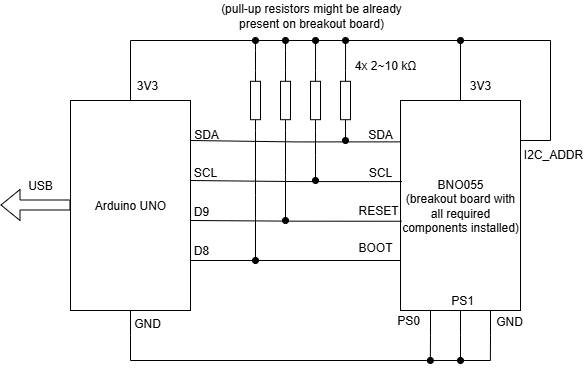 (pull-up resistors might be already
present on breakout board)
4x 2~10 kΩ
3V3
3V3
SDA
SDA
I2C_ADDR
USB
SCL
SCL
BNO055
(breakout board with
all required
components installed)
Arduino UNO
D9
RESET
D8
BOOT
PS1
GND
PS0
GND